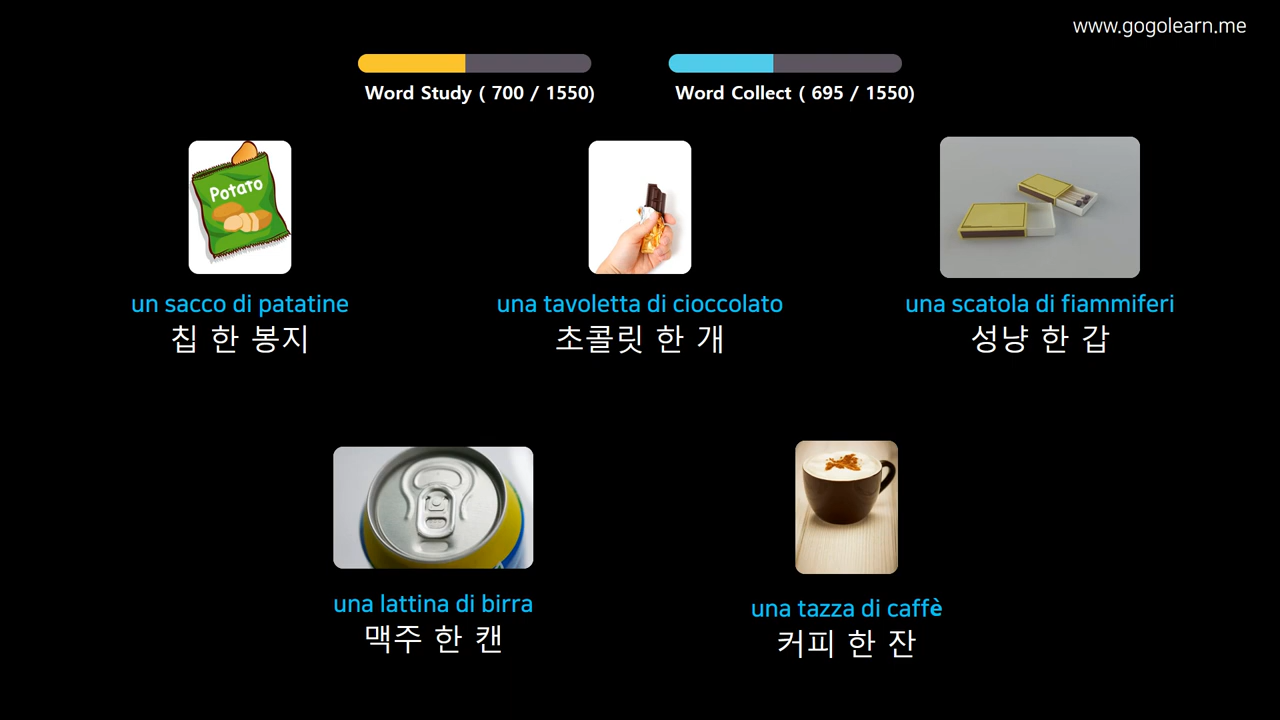 www.gogolearn.me
Word Study ( 700 / 1550)
Word Collect ( 695 / 1550)
Potato
un sacco di patatine
칩 한 봉지
una tavoletta di cioccolato
초콜릿 한 개
una scatola di fiammiferi
성냥 한 갑
una lattina di birra
맥주 한 캔
una tazza di caffè
커피 한 잔